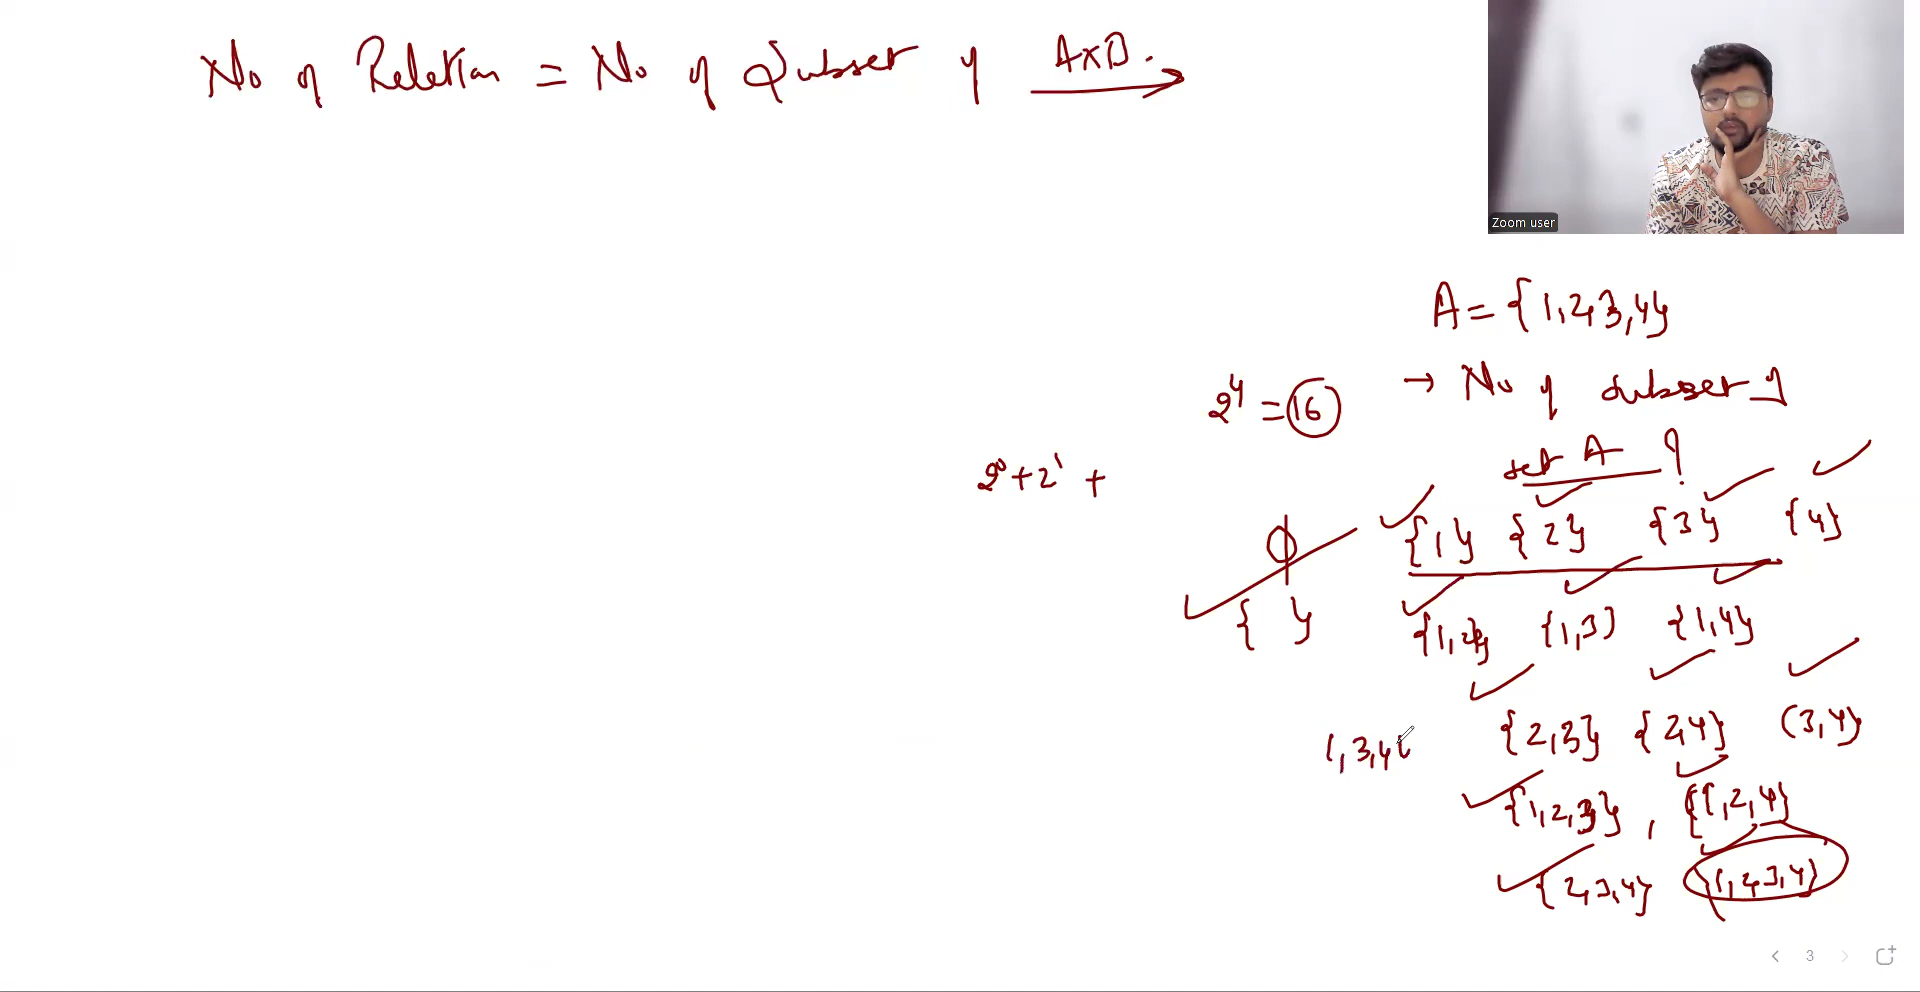 No of Relation = No of Subset of A×B.
Zoom user
A = {1,2,3,4}
2⁴ = 16
→ No of subset of
set A ?
2⁰ + 2¹ +
{1} {2} {3} {4}
ϕ
{ }
{1,2} {1,3} {1,4}
{2,3} {2,4} {3,4}
1,3,4
{1,2,3} , {1,2,4}
{2,3,4} {1,2,3,4}
3